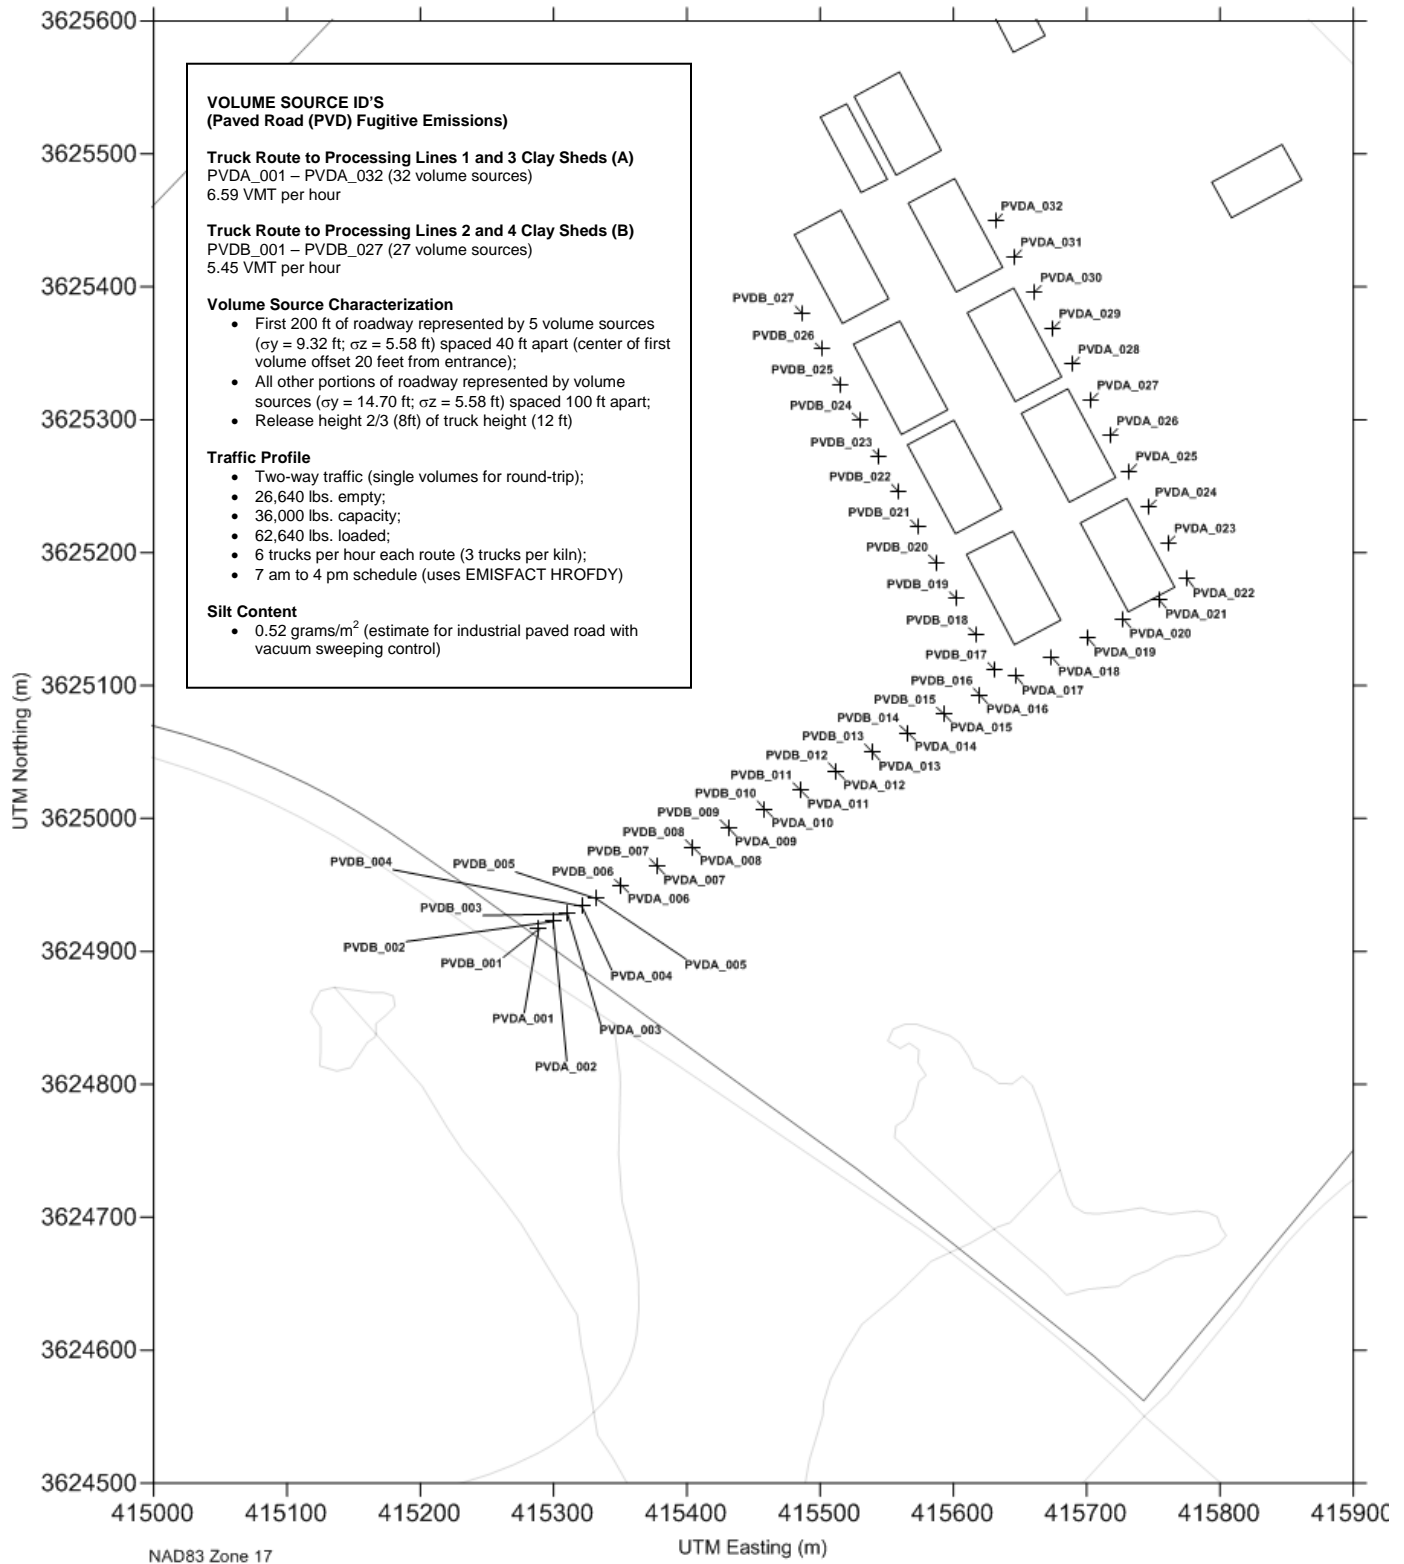 VOLUME SOURCE ID'S
(Paved Road (PVD) Fugitive Emissions)
Truck Route to Processing Lines 1 and 3 Clay Sheds (A)
PVDA_001 – PVDA_032 (32 volume sources)
6.59 VMT per hour
Truck Route to Processing Lines 2 and 4 Clay Sheds (B)
PVDB_001 – PVDB_027 (27 volume sources)
5.45 VMT per hour
Volume Source Characterization
• First 200 ft of roadway represented by 5 volume sources
(σy = 9.32 ft; σz = 5.58 ft) spaced 40 ft apart (center of first
volume offset 20 feet from entrance);
• All other portions of roadway represented by volume
sources (σy = 14.70 ft; σz = 5.58 ft) spaced 100 ft apart;
• Release height 2/3 (8ft) of truck height (12 ft)
Traffic Profile
• Two-way traffic (single volumes for round-trip);
• 26,640 lbs. empty;
• 36,000 lbs. capacity;
• 62,640 lbs. loaded;
• 6 trucks per hour each route (3 trucks per kiln);
• 7 am to 4 pm schedule (uses EMISFACT HROFDY)
Silt Content
• 0.52 grams/m² (estimate for industrial paved road with
vacuum sweeping control)
PVDA_032
PVDA_031
PVDA_030
PVDA_029
PVDA_028
PVDA_027
PVDA_026
PVDA_025
PVDA_024
PVDA_023
PVDA_022
PVDA_021
PVDA_020
PVDA_019
PVDA_018
PVDA_017
PVDA_016
PVDA_015
PVDA_014
PVDA_013
PVDA_012
PVDA_011
PVDA_010
PVDA_009
PVDA_008
PVDA_007
PVDA_006
PVDA_005
PVDA_004
PVDA_003
PVDA_002
PVDA_001
PVDB_027
PVDB_026
PVDB_025
PVDB_024
PVDB_023
PVDB_022
PVDB_021
PVDB_020
PVDB_019
PVDB_018
PVDB_017
PVDB_016
PVDB_015
PVDB_014
PVDB_013
PVDB_012
PVDB_011
PVDB_010
PVDB_009
PVDB_008
PVDB_007
PVDB_006
PVDB_005
PVDB_004
PVDB_003
PVDB_002
PVDB_001
3625600
3625500
3625400
3625300
3625200
3625100
3625000
3624900
3624800
3624700
3624600
3624500
UTM Northing (m)
415000
415100
415200
415300
415400
415500
415600
415700
415800
415900
UTM Easting (m)
NAD83 Zone 17